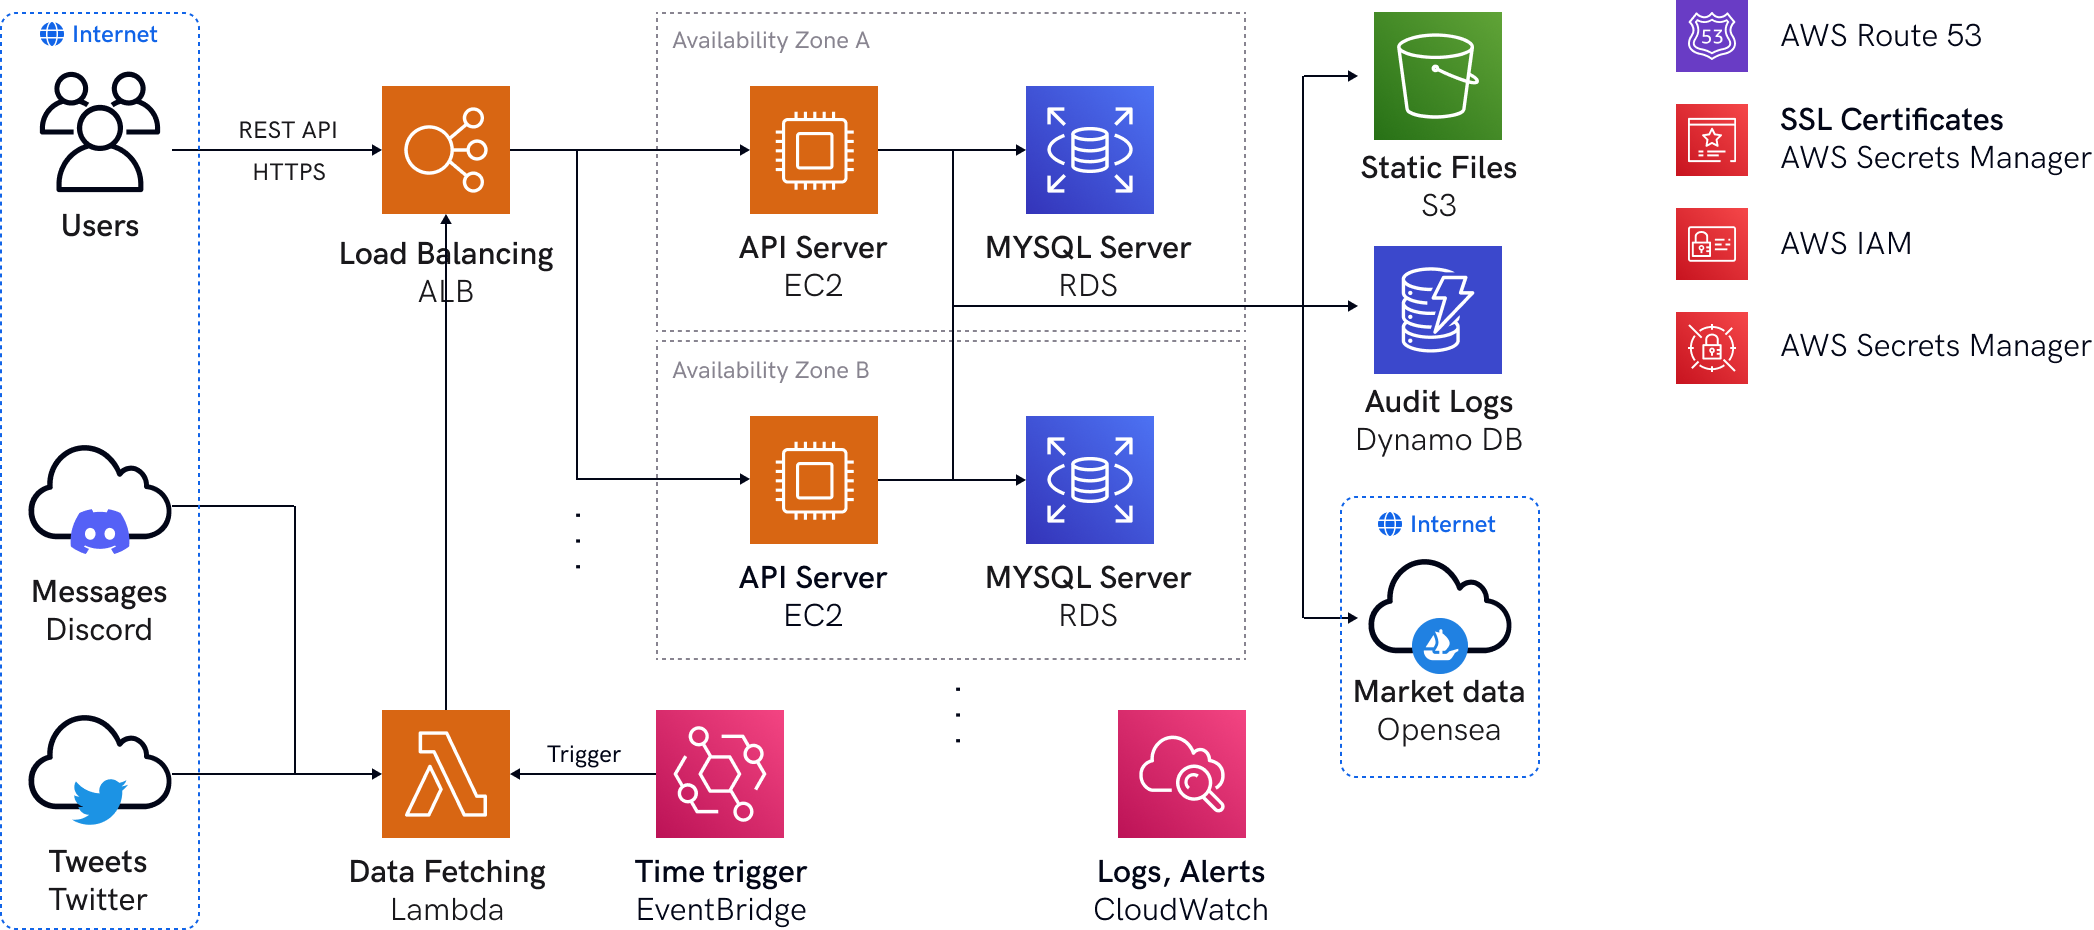 Internet
Users
REST API
HTTPS
Load Balancing
ALB
Availability Zone A
API Server
EC2
MYSQL Server
RDS
Availability Zone B
API Server
EC2
MYSQL Server
RDS
Static Files
S3
Audit Logs
Dynamo DB
Internet
Market data
Opensea
Messages
Discord
Tweets
Twitter
Data Fetching
Lambda
Trigger
Time trigger
EventBridge
Logs, Alerts
CloudWatch
53
AWS Route 53
SSL Certificates
AWS Secrets Manager
AWS IAM
AWS Secrets Manager